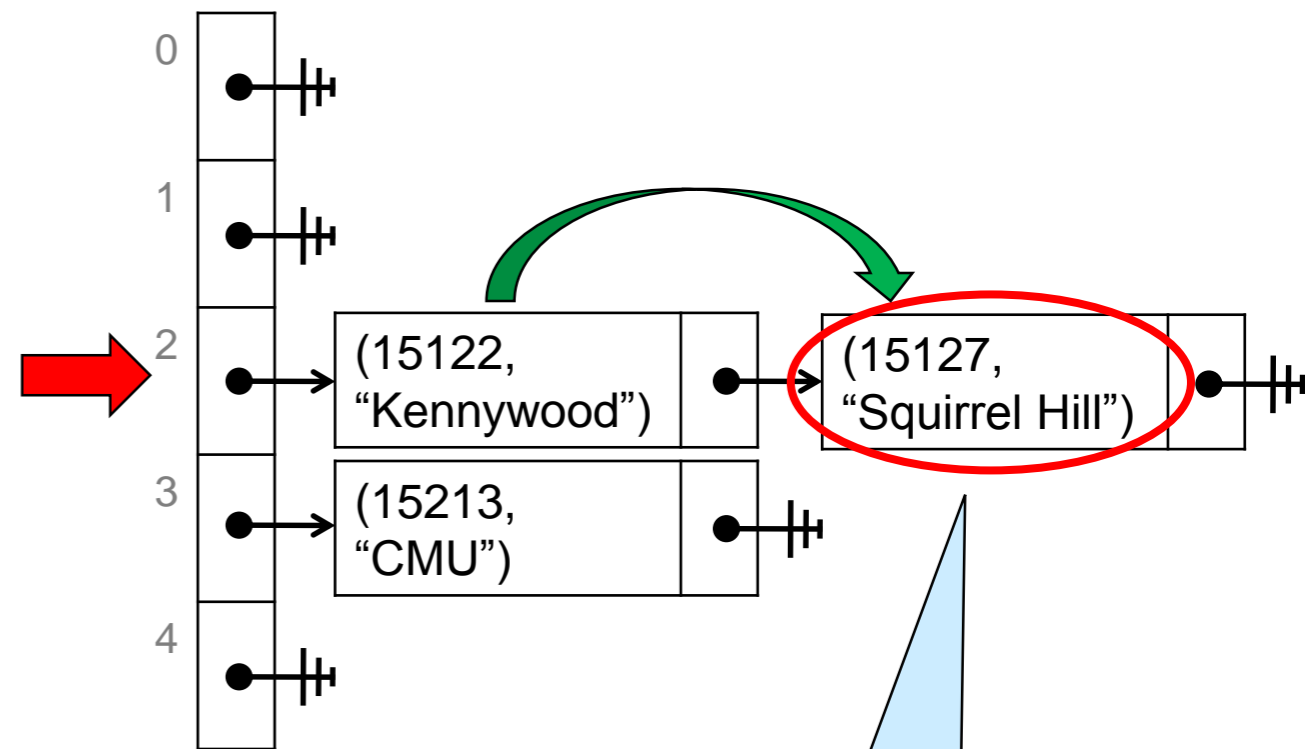 0
1
2
(15122,
“Kennywood”)
(15127,
“Squirrel Hill”)
3
(15213,
“CMU”)
4